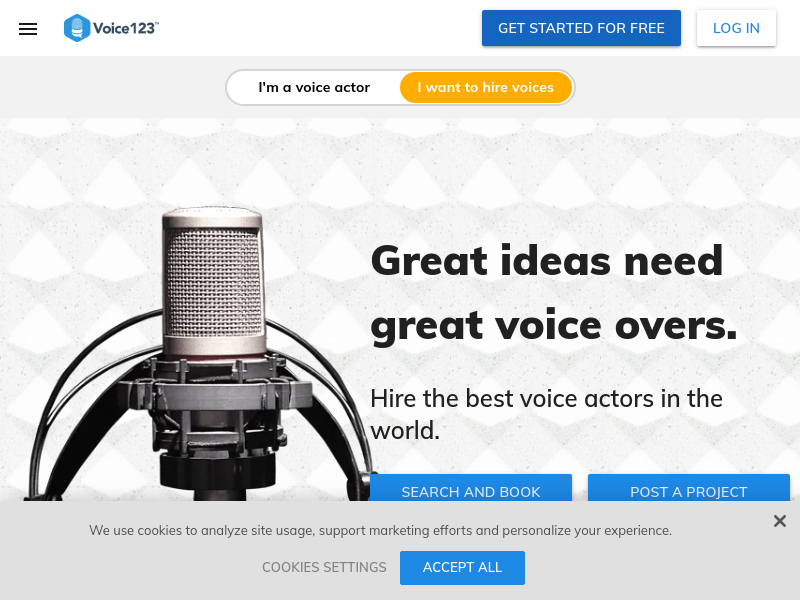 Voice123™
GET STARTED FOR FREE
LOG IN
I'm a voice actor
I want to hire voices
Great ideas need
great voice overs.
Hire the best voice actors in the
world.
SEARCH AND BOOK
POST A PROJECT
We use cookies to analyze site usage, support marketing efforts and personalize your experience.
COOKIES SETTINGS
ACCEPT ALL